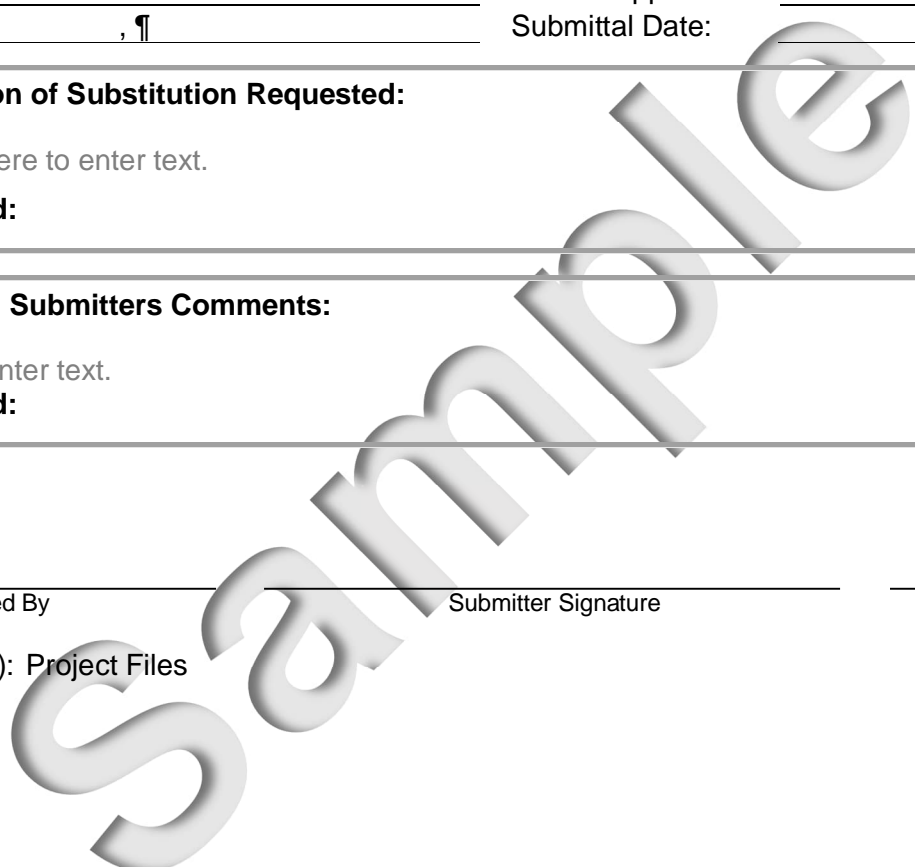 , ¶ Submittal Date:
on of Substitution Requested:
ere to enter text.
d:
Submitters Comments:
nter text.
d:
ed By Submitter Signature
): Project Files
Sample